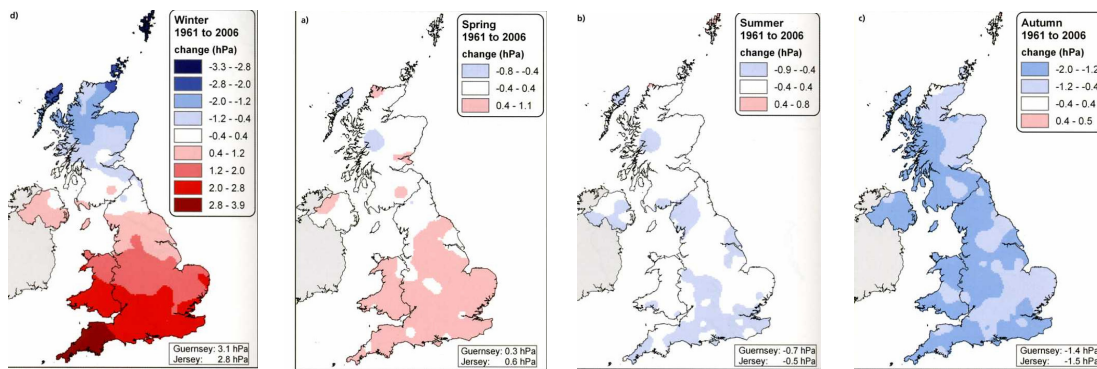 d)
Winter
1961 to 2006
change (hPa)
-3.3 - -2.8
-2.8 - -2.0
-2.0 - -1.2
-1.2 - -0.4
-0.4 - 0.4
0.4 - 1.2
1.2 - 2.0
2.0 - 2.8
2.8 - 3.9
Guernsey: 3.1 hPa
Jersey: 2.8 hPa
a)
Spring
1961 to 2006
change (hPa)
-0.8 - -0.4
-0.4 - 0.4
0.4 - 1.1
Guernsey: 0.3 hPa
Jersey: 0.6 hPa
b)
Summer
1961 to 2006
change (hPa)
-0.9 - -0.4
-0.4 - 0.4
0.4 - 0.8
Guernsey: -0.7 hPa
Jersey: -0.5 hPa
c)
Autumn
1961 to 2006
change (hPa)
-2.0 - -1.2
-1.2 - -0.4
-0.4 - 0.4
0.4 - 0.5
Guernsey: -1.4 hPa
Jersey: -1.5 hPa